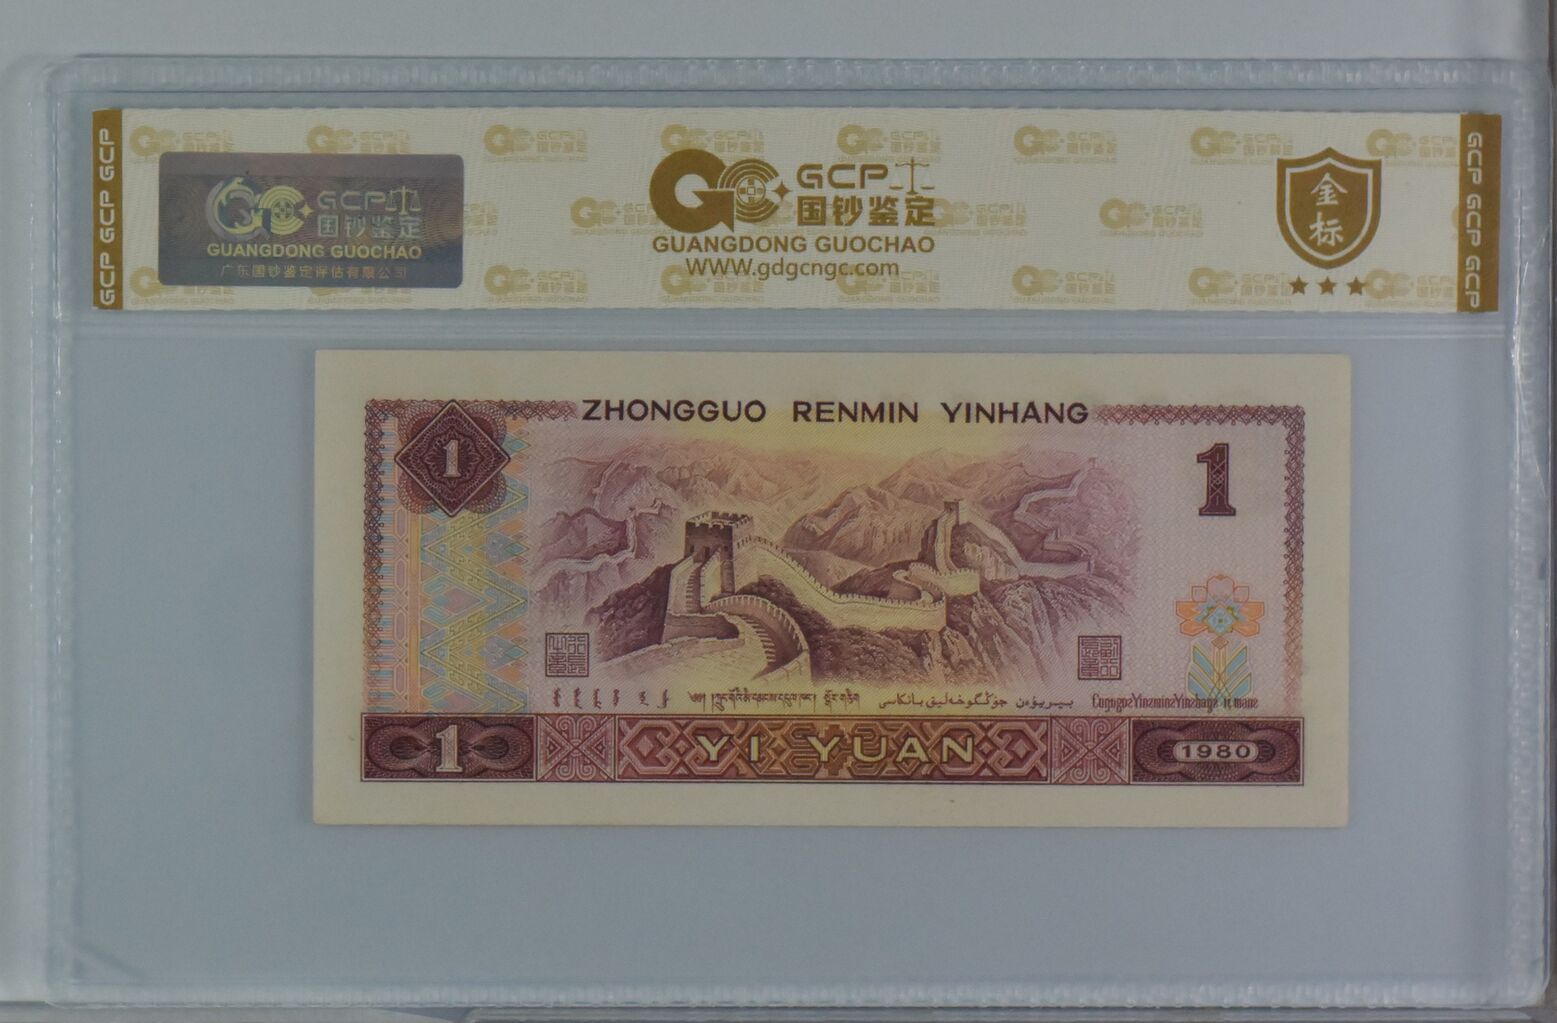 GCP GCP GCP
GCP 国钞鉴定
GUANGDONG GUOCHAO
广东国钞鉴定评估有限公司
GCP
国钞鉴定
GUANGDONG GUOCHAO
WWW.gdgcngc.com
金标
GCP GCP GCP
ZHONGGUO RENMIN YINHANG
1
1
1
YI YUAN
1980